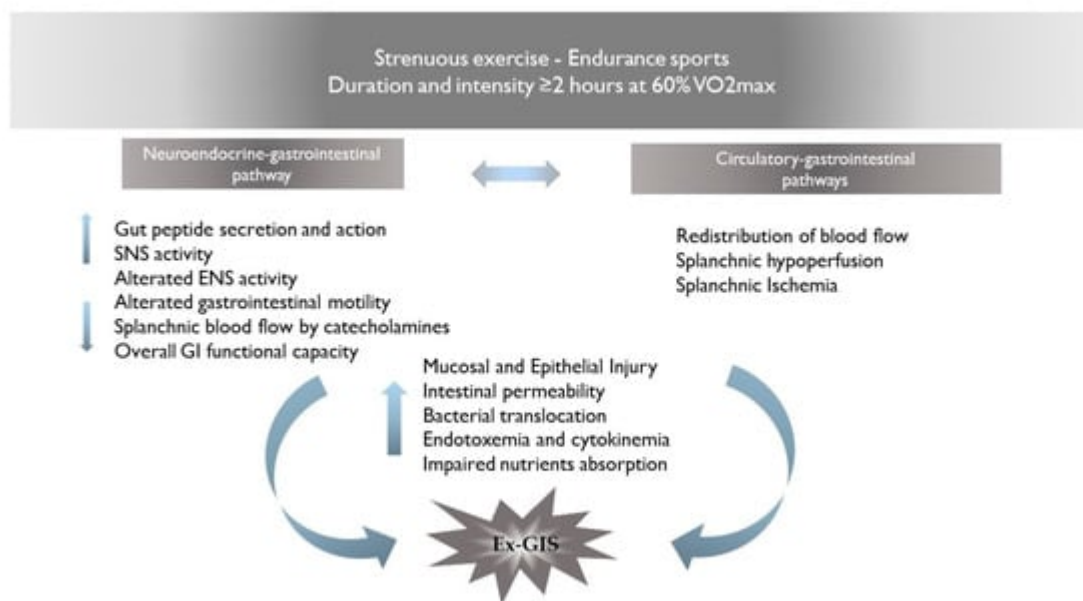 Strenuous exercise - Endurance sports
Duration and intensity ≥2 hours at 60% VO2max
Neuroendocrine-gastrointestinal
pathway
Circulatory-gastrointestinal
pathways
Gut peptide secretion and action
SNS activity
Alterated ENS activity
Alterated gastrointestinal motility
Splanchnic blood flow by catecholamines
Overall GI functional capacity
Redistribution of blood flow
Splanchnic hypoperfusion
Splanchnic Ischemia
Mucosal and Epithelial Injury
Intestinal permeability
Bacterial translocation
Endotoxemia and cytokinemia
Impaired nutrients absorption
Ex-GIS